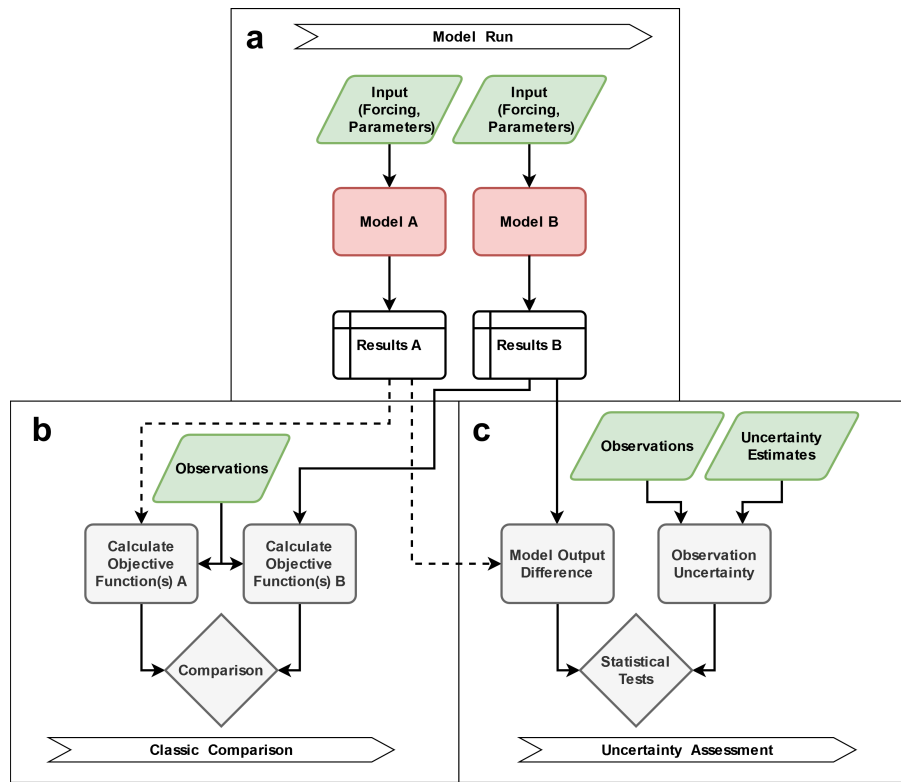 a
Model Run
Input
(Forcing,
Parameters)
Input
(Forcing,
Parameters)
Model A
Model B
Results A
Results B
b
Observations
Calculate
Objective
Function(s) A
Calculate
Objective
Function(s) B
Comparison
Classic Comparison
c
Observations
Uncertainty
Estimates
Model Output
Difference
Observation
Uncertainty
Statistical
Tests
Uncertainty Assessment